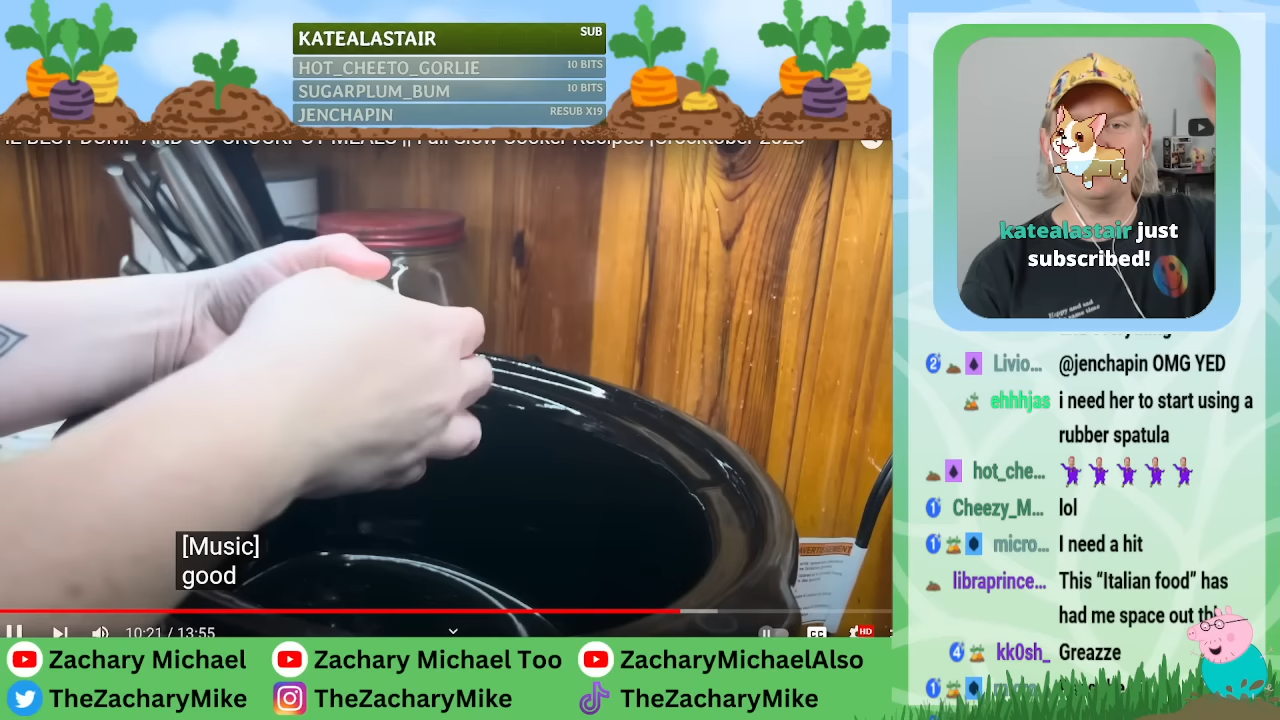 KATEALASTAIR SUB
HOT_CHEETO_GORLIE 10 BITS
SUGARPLUM_BUM 10 BITS
JENCHAPIN RESUB X19
[Music]
good
10:21 / 13:55
CC
HD
AVERTISSEMENT
Zachary Michael
Zachary Michael Too
ZacharyMichaelAlso
TheZacharyMike
TheZacharyMike
TheZacharyMike
katealastair just
subscribed!
Livio... @jenchapin OMG YED
ehhhjas i need her to start using a
rubber spatula
hot_che...
Cheezy_M... lol
micro... I need a hit
libraprince... This “Italian food” has
had me space out
kk0sh_ Greazze